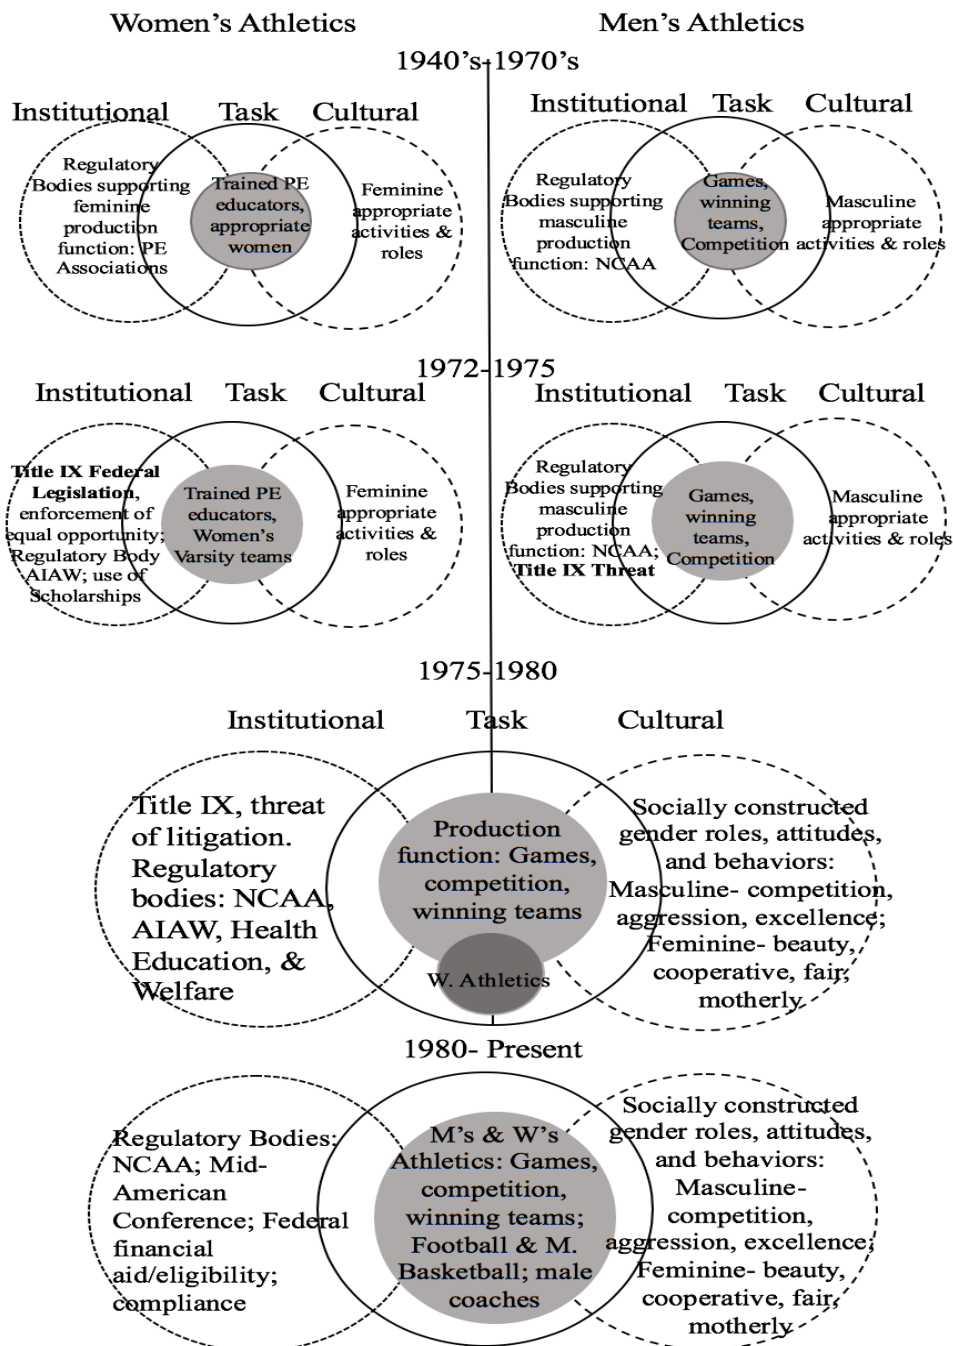 Women's Athletics
Men's Athletics
1940's-1970's
Institutional
Task
Cultural
Regulatory
Bodies supporting
feminine
production
function: PE
Associations
Trained PE
educators,
appropriate
women
Feminine
appropriate
activities &
roles
Institutional
Task
Cultural
Regulatory
Bodies supporting
masculine
production
function: NCAA
Games,
winning
teams,
Competition
Masculine
appropriate
activities & roles
1972-1975
Institutional
Task
Cultural
Title IX Federal
Legislation,
enforcement of
equal opportunity;
Regulatory Body
AIAW; use of
Scholarships
Trained PE
educators,
Women's
Varsity teams
Feminine
appropriate
activities &
roles
Institutional
Task
Cultural
Regulatory
Bodies supporting
masculine
production
function: NCAA;
Title IX Threat
Games,
winning
teams,
Competition
Masculine
appropriate
activities & roles
1975-1980
Institutional
Task
Cultural
Title IX, threat
of litigation.
Regulatory
bodies: NCAA,
AIAW, Health
Education, &
Welfare
Production
function: Games,
competition,
winning teams
W. Athletics
Socially constructed
gender roles, attitudes,
and behaviors:
Masculine- competition,
aggression, excellence;
Feminine- beauty,
cooperative, fair,
motherly
1980- Present
Regulatory Bodies:
NCAA; Mid-
American
Conference; Federal
financial
aid/eligibility;
compliance
M's & W's
Athletics: Games,
competition,
winning teams;
Football & M.
Basketball; male
coaches
Socially constructed
gender roles, attitudes,
and behaviors:
Masculine-
competition,
aggression, excellence;
Feminine- beauty,
cooperative, fair,
motherly